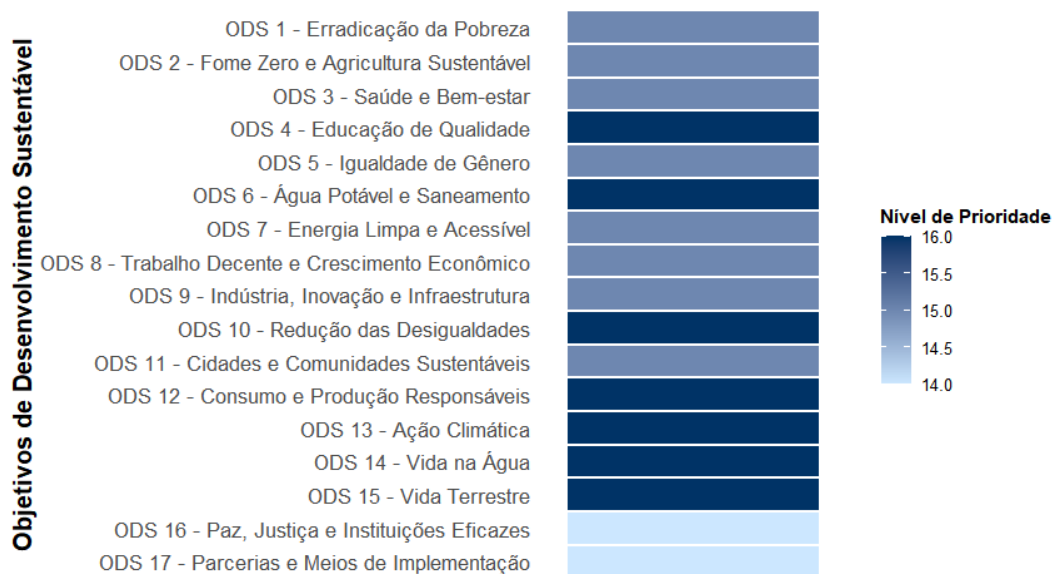 Objetivos de Desenvolvimento Sustentável
ODS 1 - Erradicação da Pobreza
ODS 2 - Fome Zero e Agricultura Sustentável
ODS 3 - Saúde e Bem-estar
ODS 4 - Educação de Qualidade
ODS 5 - Igualdade de Gênero
ODS 6 - Água Potável e Saneamento
ODS 7 - Energia Limpa e Acessível
ODS 8 - Trabalho Decente e Crescimento Econômico
ODS 9 - Indústria, Inovação e Infraestrutura
ODS 10 - Redução das Desigualdades
ODS 11 - Cidades e Comunidades Sustentáveis
ODS 12 - Consumo e Produção Responsáveis
ODS 13 - Ação Climática
ODS 14 - Vida na Água
ODS 15 - Vida Terrestre
ODS 16 - Paz, Justiça e Instituições Eficazes
ODS 17 - Parcerias e Meios de Implementação
Nível de Prioridade
16.0
15.5
15.0
14.5
14.0